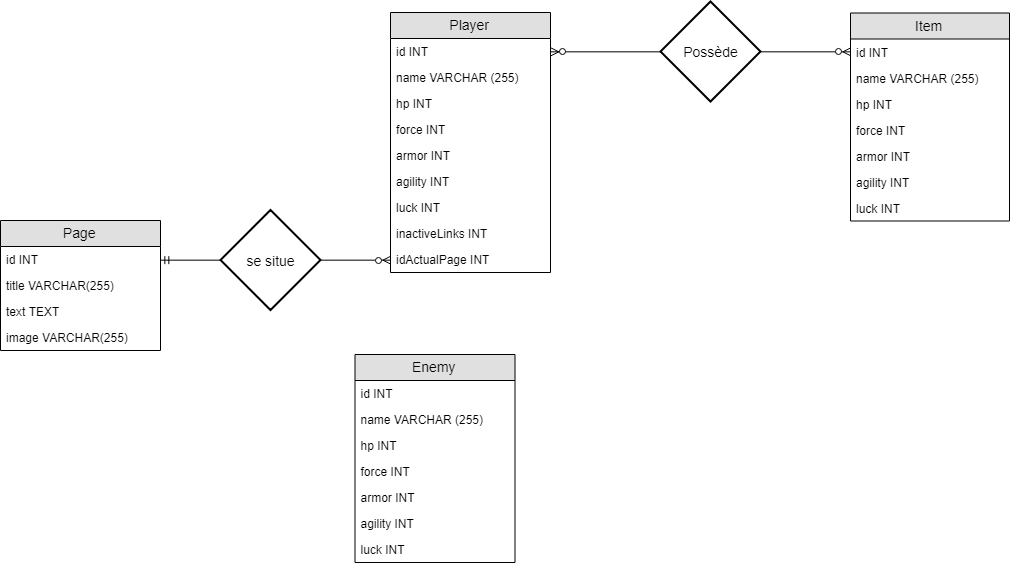 Player
id INT
name VARCHAR (255)
hp INT
force INT
armor INT
agility INT
luck INT
inactiveLinks INT
idActualPage INT
Possède
Item
id INT
name VARCHAR (255)
hp INT
force INT
armor INT
agility INT
luck INT
Page
id INT
title VARCHAR(255)
text TEXT
image VARCHAR(255)
se situe
Enemy
id INT
name VARCHAR (255)
hp INT
force INT
armor INT
agility INT
luck INT